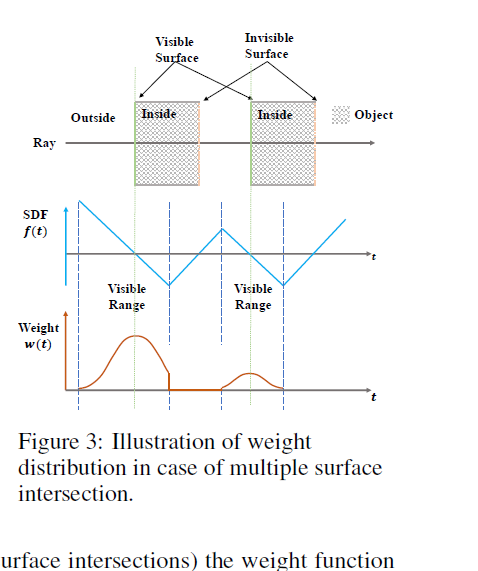 Visible
Surface
Invisible
Surface
Outside
Inside
Inside
Object
Ray
SDF
f(t)
t
Visible
Range
Visible
Range
Weight
w(t)
t
Figure 3: Illustration of weight
distribution in case of multiple surface
intersection.
urface intersections) the weight function